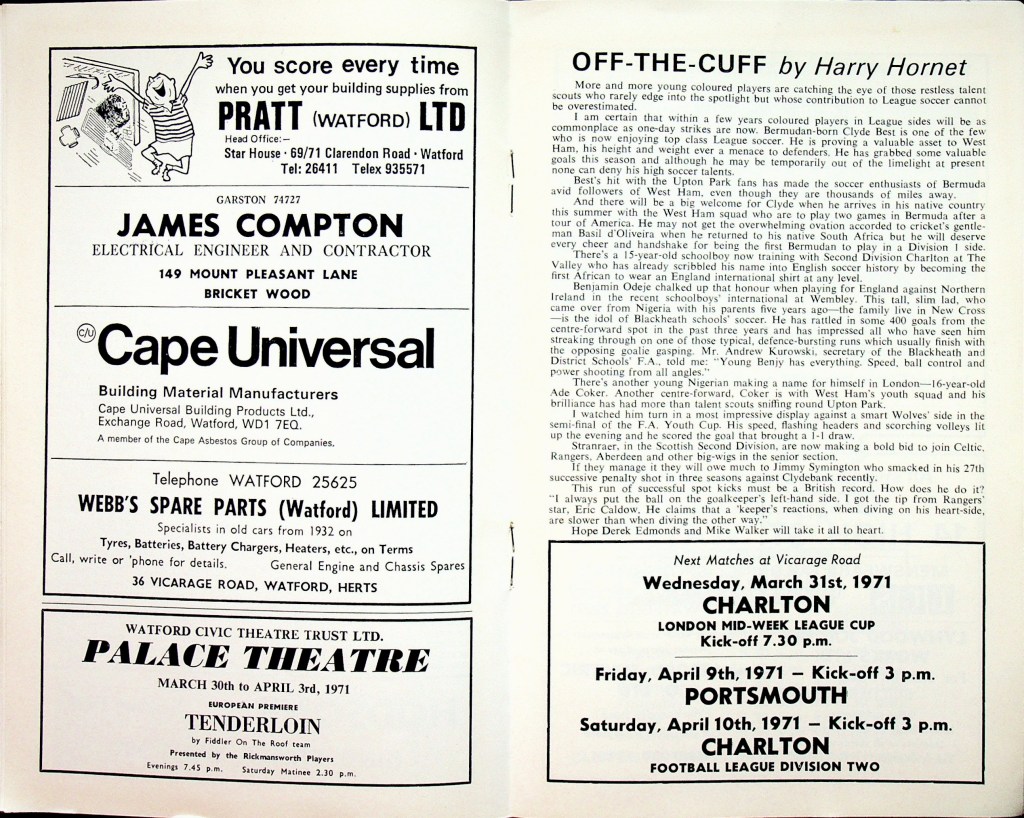 You score every time
when you get your building supplies from
PRATT (WATFORD) LTD
Head Office:–
Star House · 69/71 Clarendon Road · Watford
Tel: 26411 Telex 935571
GARSTON 74727
JAMES COMPTON
ELECTRICAL ENGINEER AND CONTRACTOR
149 MOUNT PLEASANT LANE
BRICKET WOOD
C/U Cape Universal
Building Material Manufacturers
Cape Universal Building Products Ltd.,
Exchange Road, Watford, WD1 7EQ.
A member of the Cape Asbestos Group of Companies.
Telephone WATFORD 25625
WEBB'S SPARE PARTS (Watford) LIMITED
Specialists in old cars from 1932 on
Tyres, Batteries, Battery Chargers, Heaters, etc., on Terms
Call, write or 'phone for details. General Engine and Chassis Spares
36 VICARAGE ROAD, WATFORD, HERTS
WATFORD CIVIC THEATRE TRUST LTD.
PALACE THEATRE
MARCH 30th to APRIL 3rd, 1971
EUROPEAN PREMIERE
TENDERLOIN
by Fiddler On The Roof team
Presented by the Rickmansworth Players
Evenings 7.45 p.m. Saturday Matinee 2.30 p.m.
OFF-THE-CUFF by Harry Hornet
More and more young coloured players are catching the eye of those restless talent
scouts who rarely edge into the spotlight but whose contribution to League soccer cannot
be overestimated.
I am certain that within a few years coloured players in League sides will be as
commonplace as one-day strikes are now. Bermudan-born Clyde Best is one of the few
who is now enjoying top class League soccer. He is proving a valuable asset to West
Ham, his height and weight ever a menace to defenders. He has grabbed some valuable
goals this season and although he may be temporarily out of the limelight at present
none can deny his high soccer talents.
Best's hit with the Upton Park fans has made the soccer enthusiasts of Bermuda
avid followers of West Ham, even though they are thousands of miles away.
And there will be a big welcome for Clyde when he arrives in his native country
this summer with the West Ham squad who are to play two games in Bermuda after a
tour of America. He may not get the overwhelming ovation accorded to cricket's gentle-
man Basil d'Oliveira when he returned to his native South Africa but he will deserve
every cheer and handshake for being the first Bermudan to play in a Division 1 side.
There's a 15-year-old schoolboy now training with Second Division Charlton at The
Valley who has already scribbled his name into English soccer history by becoming the
first African to wear an England international shirt at any level.
Benjamin Odeje chalked up that honour when playing for England against Northern
Ireland in the recent schoolboys' international at Wembley. This tall, slim lad, who
came over from Nigeria with his parents five years ago—the family live in New Cross
—is the idol of Blackheath schools' soccer. He has rattled in some 400 goals from the
centre-forward spot in the past three years and has impressed all who have seen him
streaking through on one of those typical, defence-bursting runs which usually finish with
the opposing goalie gasping. Mr. Andrew Kurowski, secretary of the Blackheath and
District Schools' F.A., told me: "Young Benjy has everything. Speed, ball control and
power shooting from all angles."
There's another young Nigerian making a name for himself in London—16-year-old
Ade Coker. Another centre-forward, Coker is with West Ham's youth squad and his
brilliance has had more than talent scouts sniffing round Upton Park.
I watched him turn in a most impressive display against a smart Wolves' side in the
semi-final of the F.A. Youth Cup. His speed, flashing headers and scorching volleys lit
up the evening and he scored the goal that brought a 1-1 draw.
Stranraer, in the Scottish Second Division, are now making a bold bid to join Celtic,
Rangers, Aberdeen and other big-wigs in the senior section.
If they manage it they will owe much to Jimmy Symington who smacked in his 27th
successive penalty shot in three seasons against Clydebank recently.
This run of successful spot kicks must be a British record. How does he do it?
"I always put the ball on the goalkeeper's left-hand side. I got the tip from Rangers'
star, Eric Caldow. He claims that a 'keeper's reactions, when diving on his heart-side,
are slower than when diving the other way."
Hope Derek Edmonds and Mike Walker will take it all to heart.
Next Matches at Vicarage Road
Wednesday, March 31st, 1971
CHARLTON
LONDON MID-WEEK LEAGUE CUP
Kick-off 7.30 p.m.
Friday, April 9th, 1971 – Kick-off 3 p.m.
PORTSMOUTH
Saturday, April 10th, 1971 – Kick-off 3 p.m.
CHARLTON
FOOTBALL LEAGUE DIVISION TWO